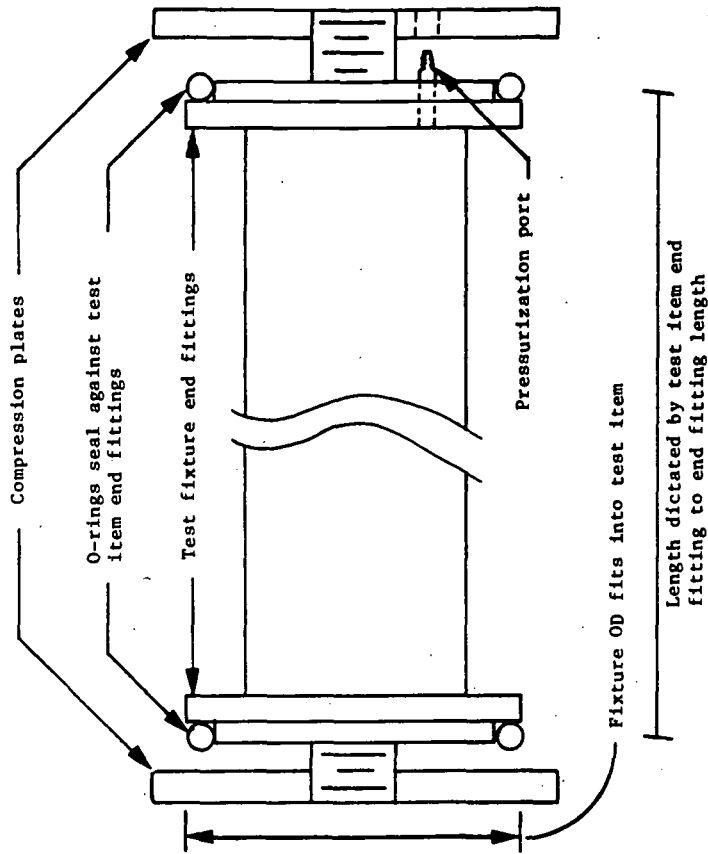 Compression plates
O-rings seal against test
item end fittings
Test fixture end fittings
Pressurization port
Fixture OD fits into test item
Length dictated by test item end
fitting to end fitting length